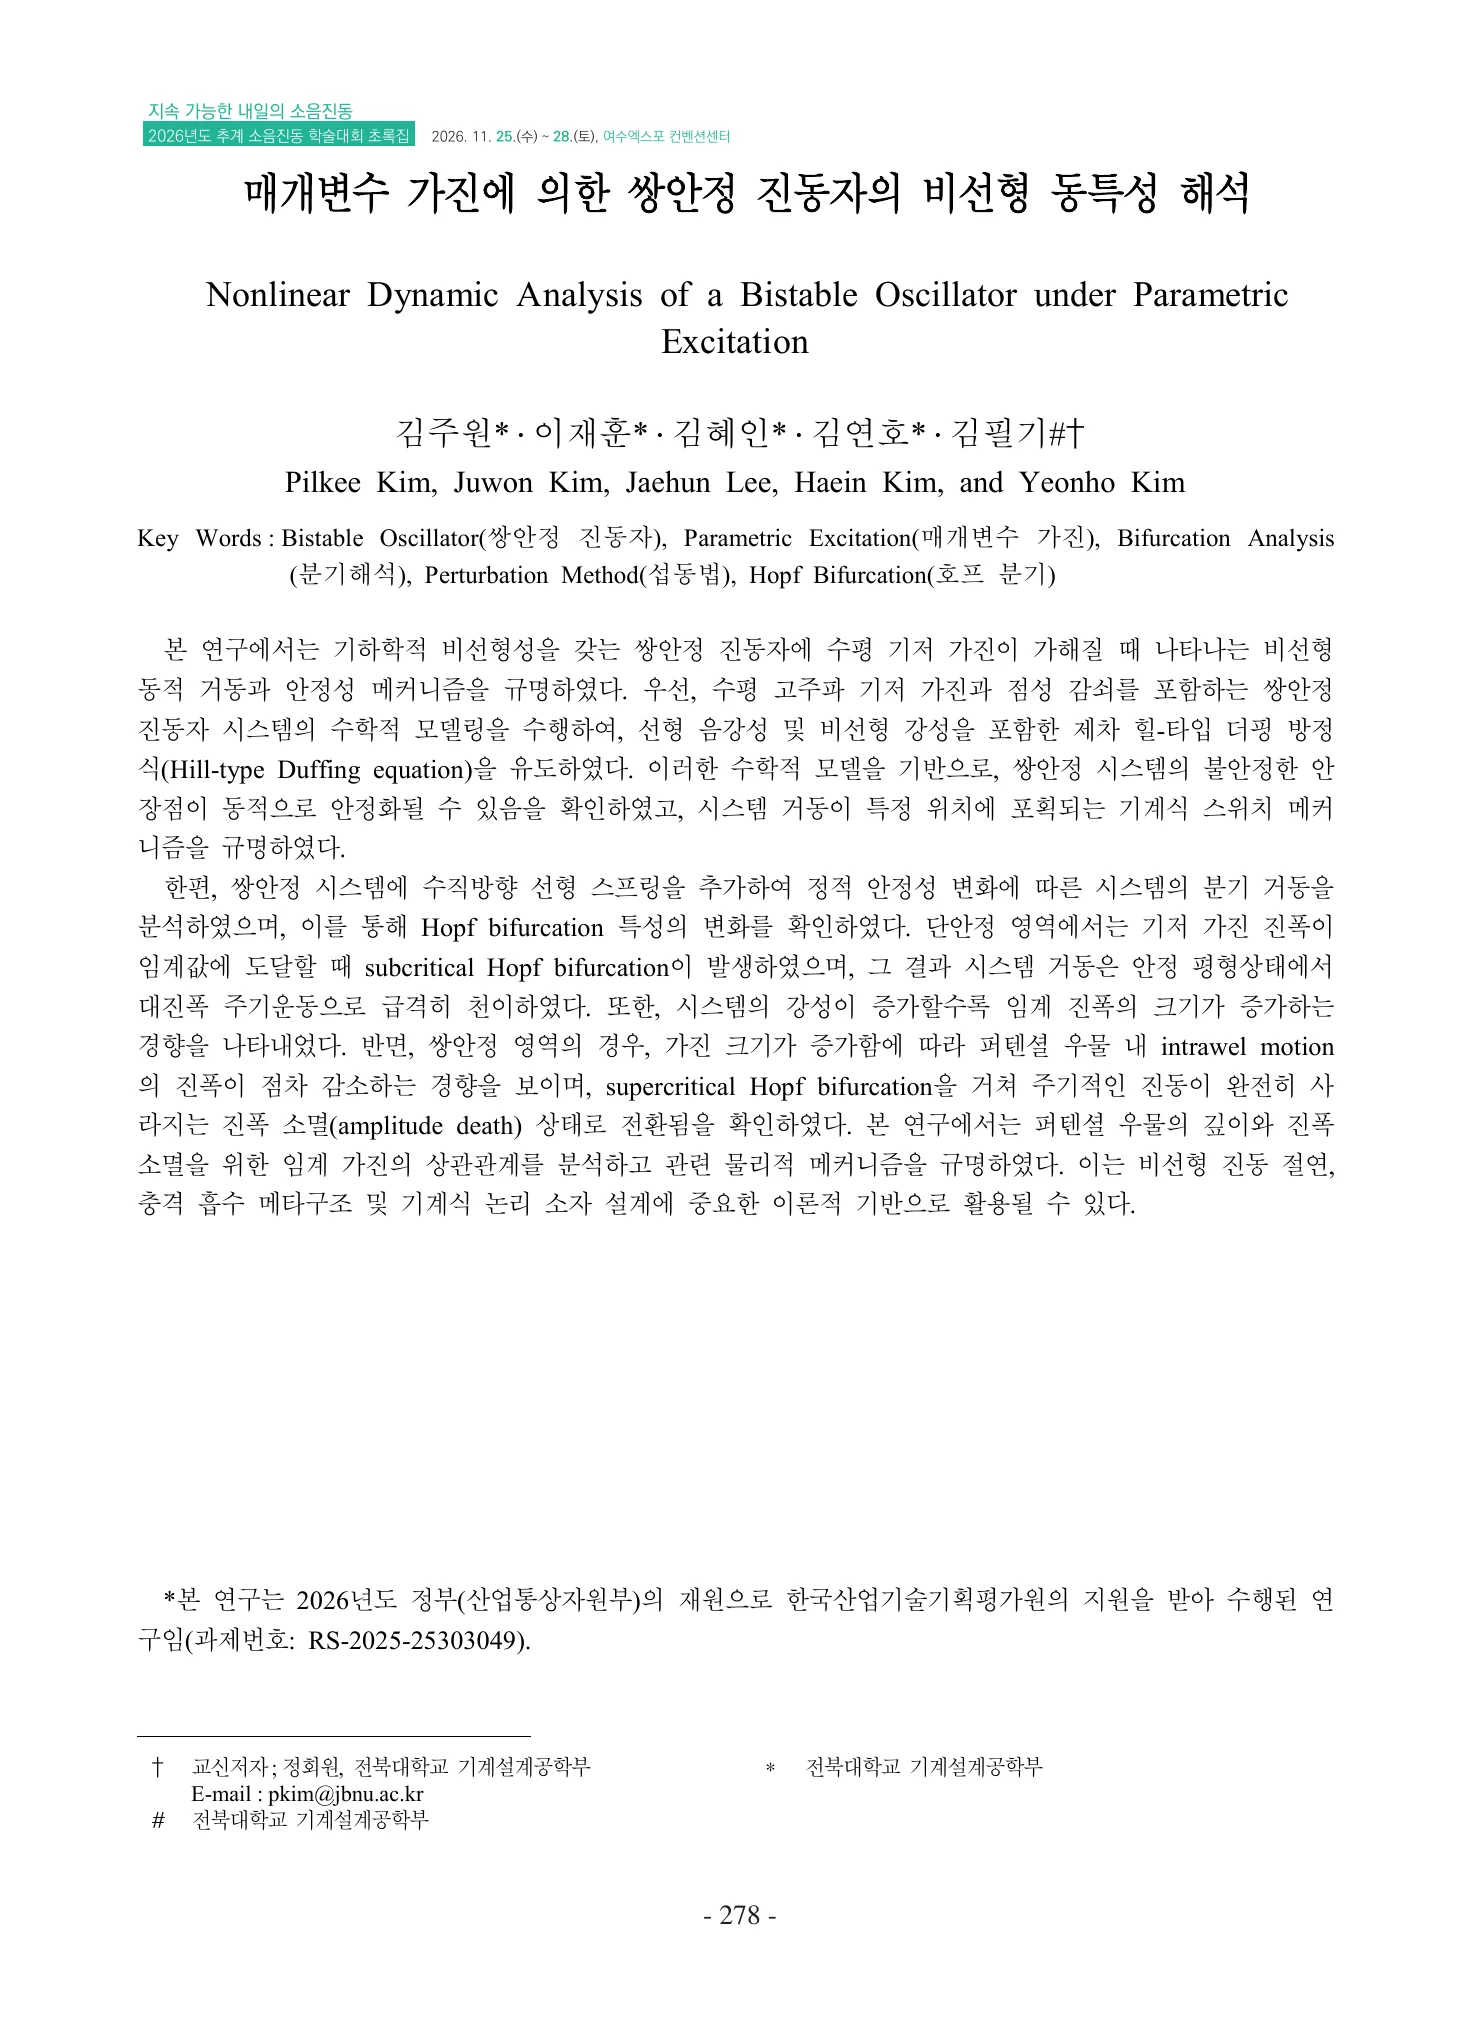 지속 가능한 내일의 소음진동
2026년도 추계 소음진동 학술대회 초록집 2026. 11. 25.(수) ~ 28.(토), 여수엑스포 컨벤션센터
매개변수 가진에 의한 쌍안정 진동자의 비선형 동특성 해석
Nonlinear Dynamic Analysis of a Bistable Oscillator under Parametric
Excitation
김주원*·이재훈*·김혜인*·김연호*·김필기#†
Pilkee Kim, Juwon Kim, Jaehun Lee, Haein Kim, and Yeonho Kim
Key Words : Bistable Oscillator(쌍안정 진동자), Parametric Excitation(매개변수 가진), Bifurcation Analysis
(분기해석), Perturbation Method(섭동법), Hopf Bifurcation(호프 분기)
본 연구에서는 기하학적 비선형성을 갖는 쌍안정 진동자에 수평 기저 가진이 가해질 때 나타나는 비선형
동적 거동과 안정성 메커니즘을 규명하였다. 우선, 수평 고주파 기저 가진과 점성 감쇠를 포함하는 쌍안정
진동자 시스템의 수학적 모델링을 수행하여, 선형 음강성 및 비선형 강성을 포함한 제차 힐-타입 더핑 방정
식(Hill-type Duffing equation)을 유도하였다. 이러한 수학적 모델을 기반으로, 쌍안정 시스템의 불안정한 안
장점이 동적으로 안정화될 수 있음을 확인하였고, 시스템 거동이 특정 위치에 포획되는 기계식 스위치 메커
니즘을 규명하였다.
한편, 쌍안정 시스템에 수직방향 선형 스프링을 추가하여 정적 안정성 변화에 따른 시스템의 분기 거동을
분석하였으며, 이를 통해 Hopf bifurcation 특성의 변화를 확인하였다. 단안정 영역에서는 기저 가진 진폭이
임계값에 도달할 때 subcritical Hopf bifurcation이 발생하였으며, 그 결과 시스템 거동은 안정 평형상태에서
대진폭 주기운동으로 급격히 천이하였다. 또한, 시스템의 강성이 증가할수록 임계 진폭의 크기가 증가하는
경향을 나타내었다. 반면, 쌍안정 영역의 경우, 가진 크기가 증가함에 따라 퍼텐셜 우물 내 intrawel motion
의 진폭이 점차 감소하는 경향을 보이며, supercritical Hopf bifurcation을 거쳐 주기적인 진동이 완전히 사
라지는 진폭 소멸(amplitude death) 상태로 전환됨을 확인하였다. 본 연구에서는 퍼텐셜 우물의 깊이와 진폭
소멸을 위한 임계 가진의 상관관계를 분석하고 관련 물리적 메커니즘을 규명하였다. 이는 비선형 진동 절연,
충격 흡수 메타구조 및 기계식 논리 소자 설계에 중요한 이론적 기반으로 활용될 수 있다.
*본 연구는 2026년도 정부(산업통상자원부)의 재원으로 한국산업기술기획평가원의 지원을 받아 수행된 연
구임(과제번호: RS-2025-25303049).
† 교신저자; 정회원, 전북대학교 기계설계공학부
E-mail : pkim@jbnu.ac.kr
# 전북대학교 기계설계공학부
* 전북대학교 기계설계공학부
- 278 -